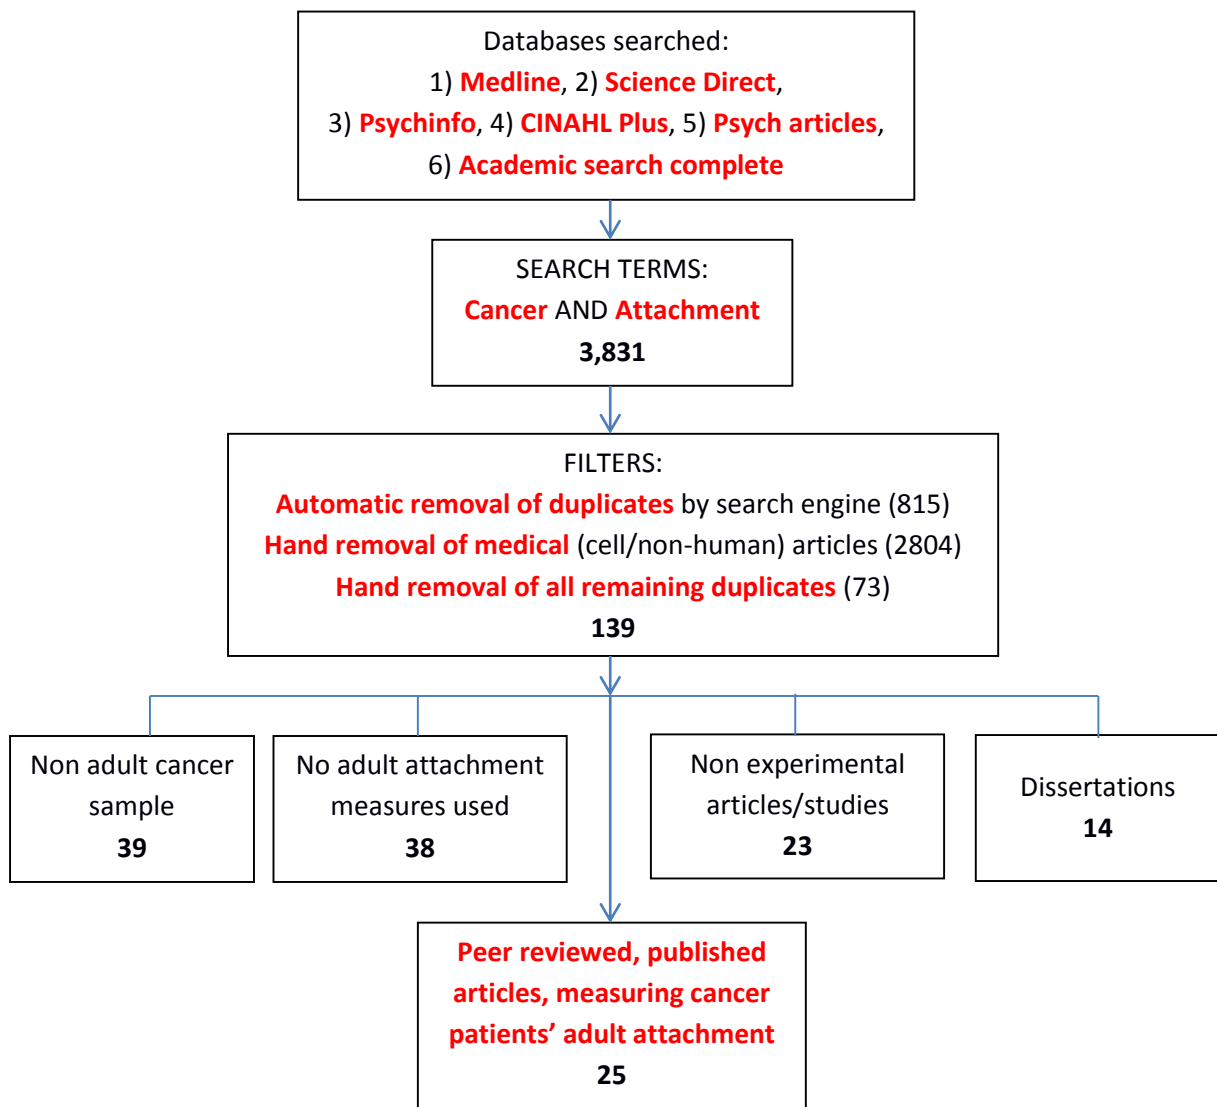 Databases searched:
1) Medline, 2) Science Direct,
3) Psychinfo, 4) CINAHL Plus, 5) Psych articles,
6) Academic search complete
SEARCH TERMS:
Cancer AND Attachment
3,831
FILTERS:
Automatic removal of duplicates by search engine (815)
Hand removal of medical (cell/non-human) articles (2804)
Hand removal of all remaining duplicates (73)
139
Non adult cancer
sample
39
No adult attachment
measures used
38
Non experimental
articles/studies
23
Dissertations
14
Peer reviewed, published
articles, measuring cancer
patients’ adult attachment
25